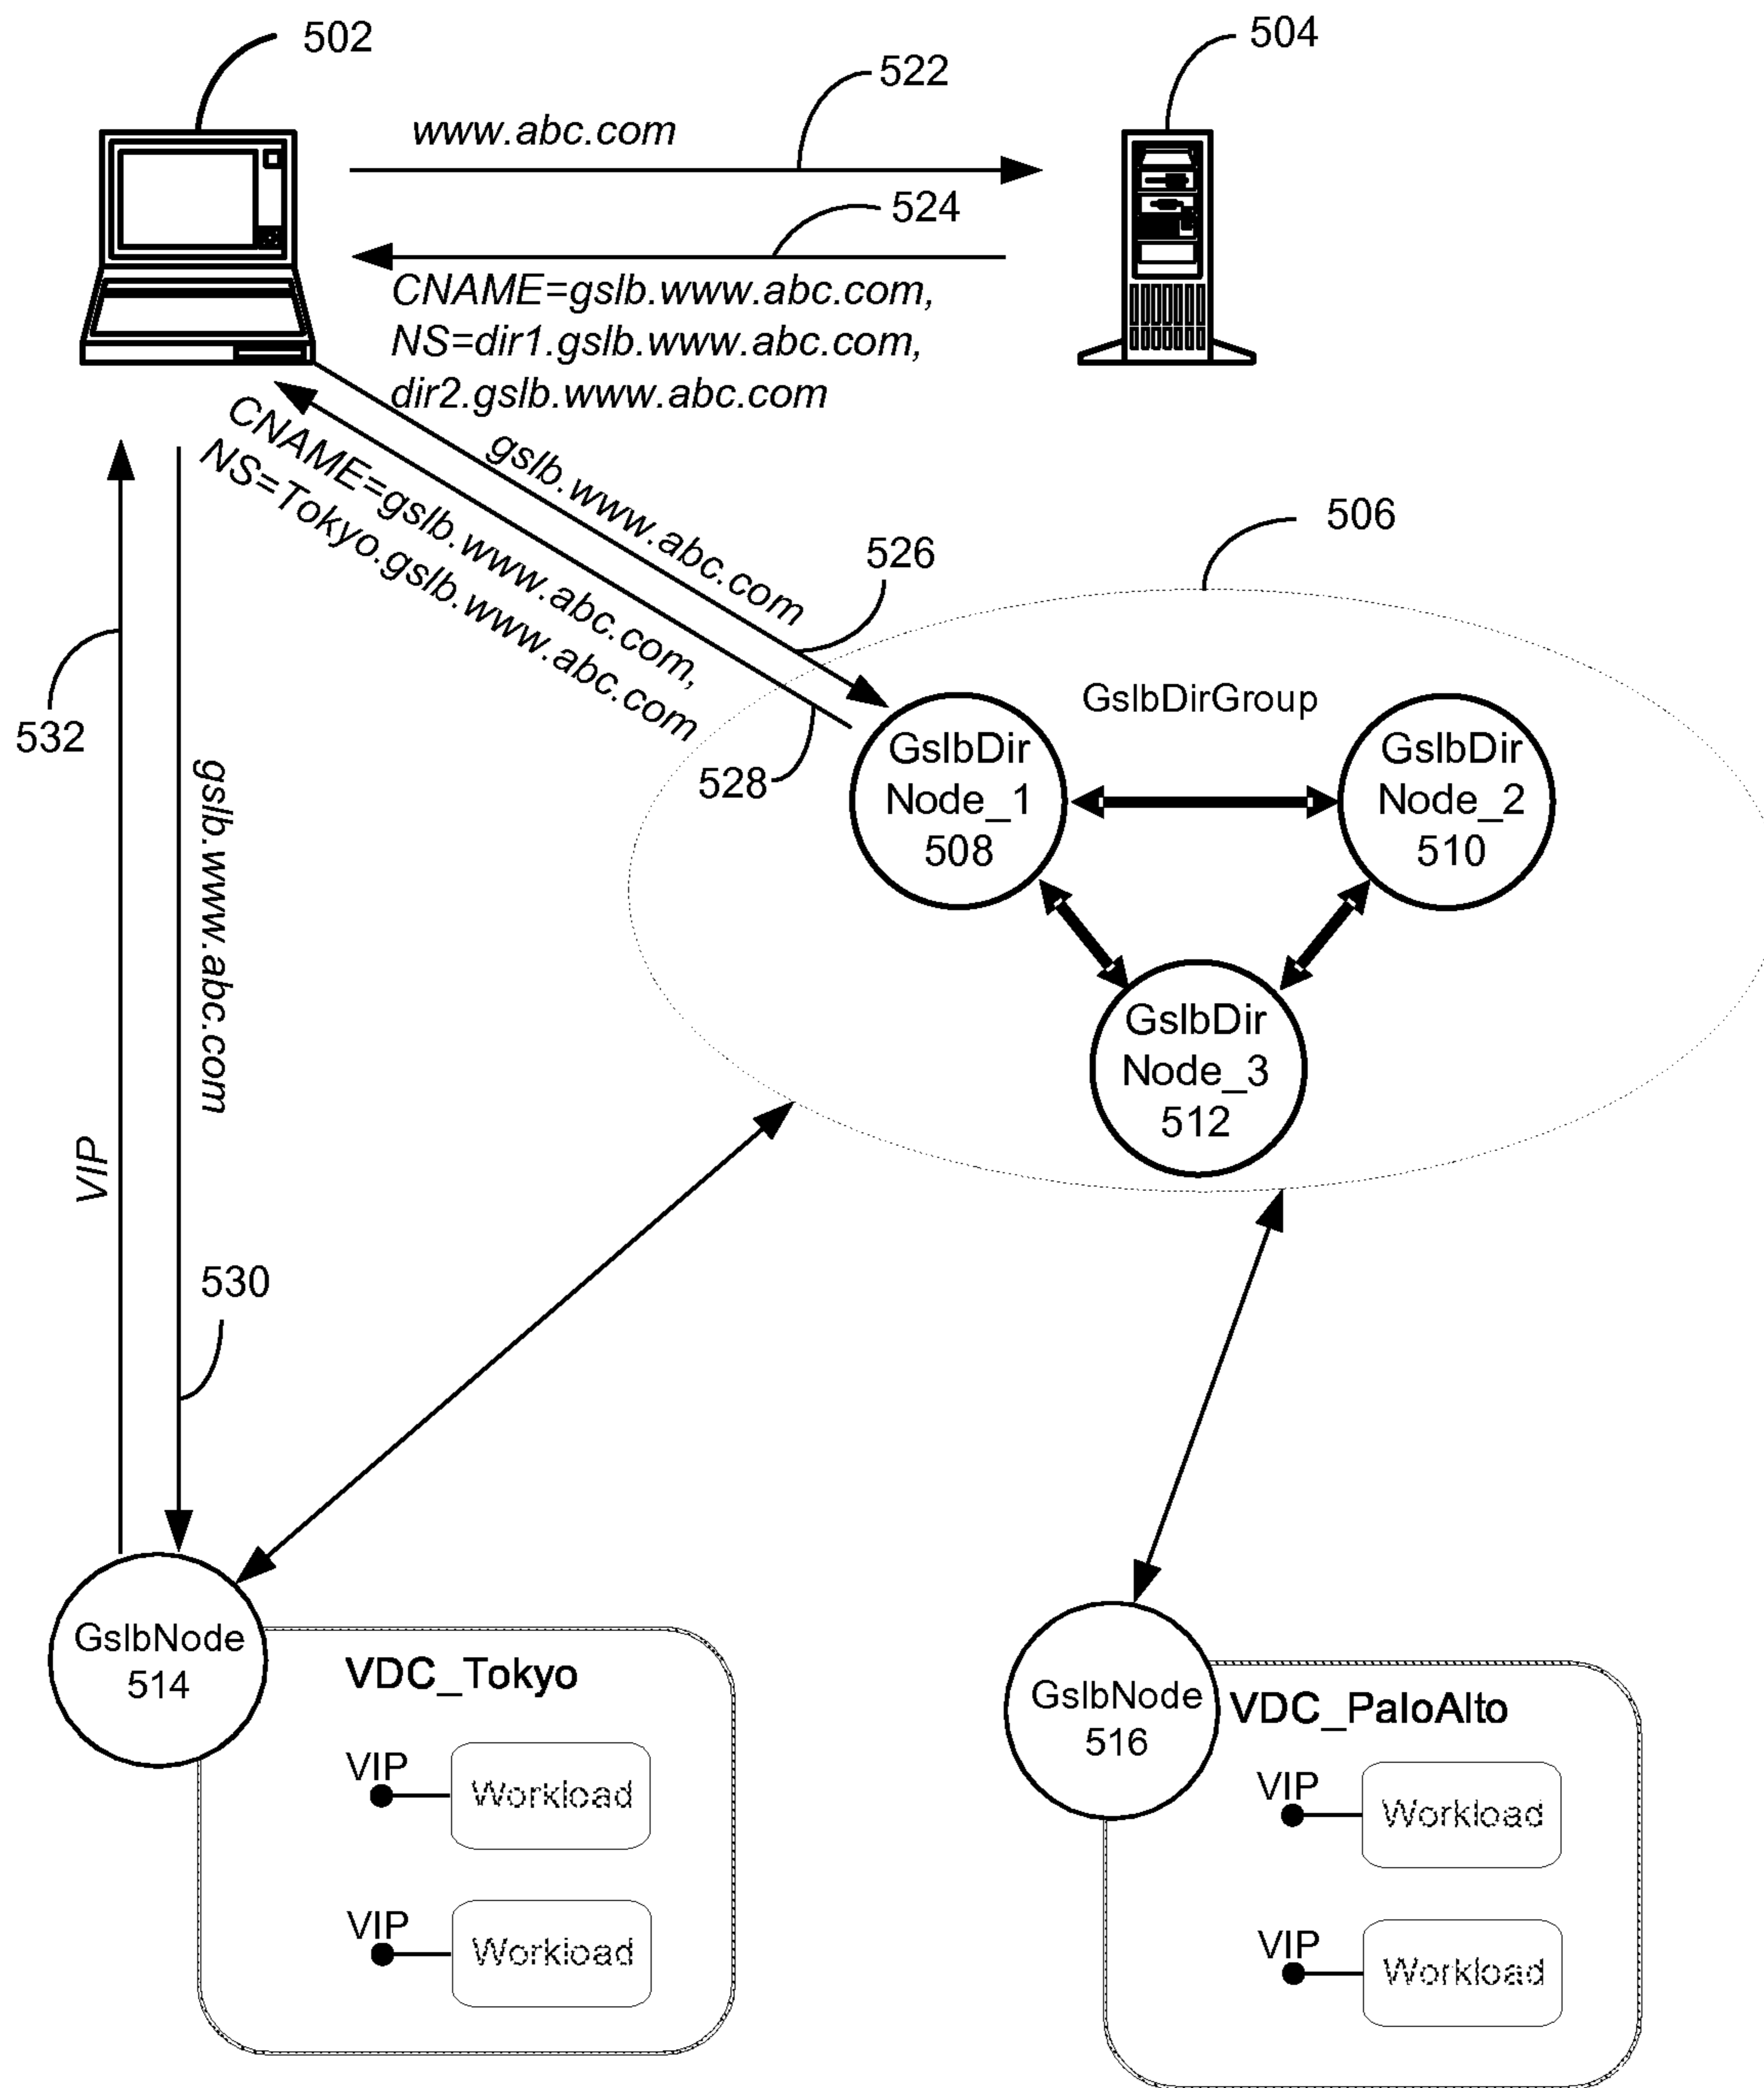 502
504
522
www.abc.com
524
CNAME=gslb.www.abc.com,
NS=dir1.gslb.www.abc.com,
dir2.gslb.www.abc.com
gslb.www.abc.com
CNAME=gslb.www.abc.com,
NS=Tokyo.gslb.www.abc.com
526
506
528
532
GslbDirGroup
GslbDir
Node_1
508
GslbDir
Node_2
510
GslbDir
Node_3
512
gslb.www.abc.com
VIP
530
GslbNode
514
VDC_Tokyo
VIP
Workload
VIP
Workload
GslbNode
516
VDC_PaloAlto
VIP
Workload
VIP
Workload